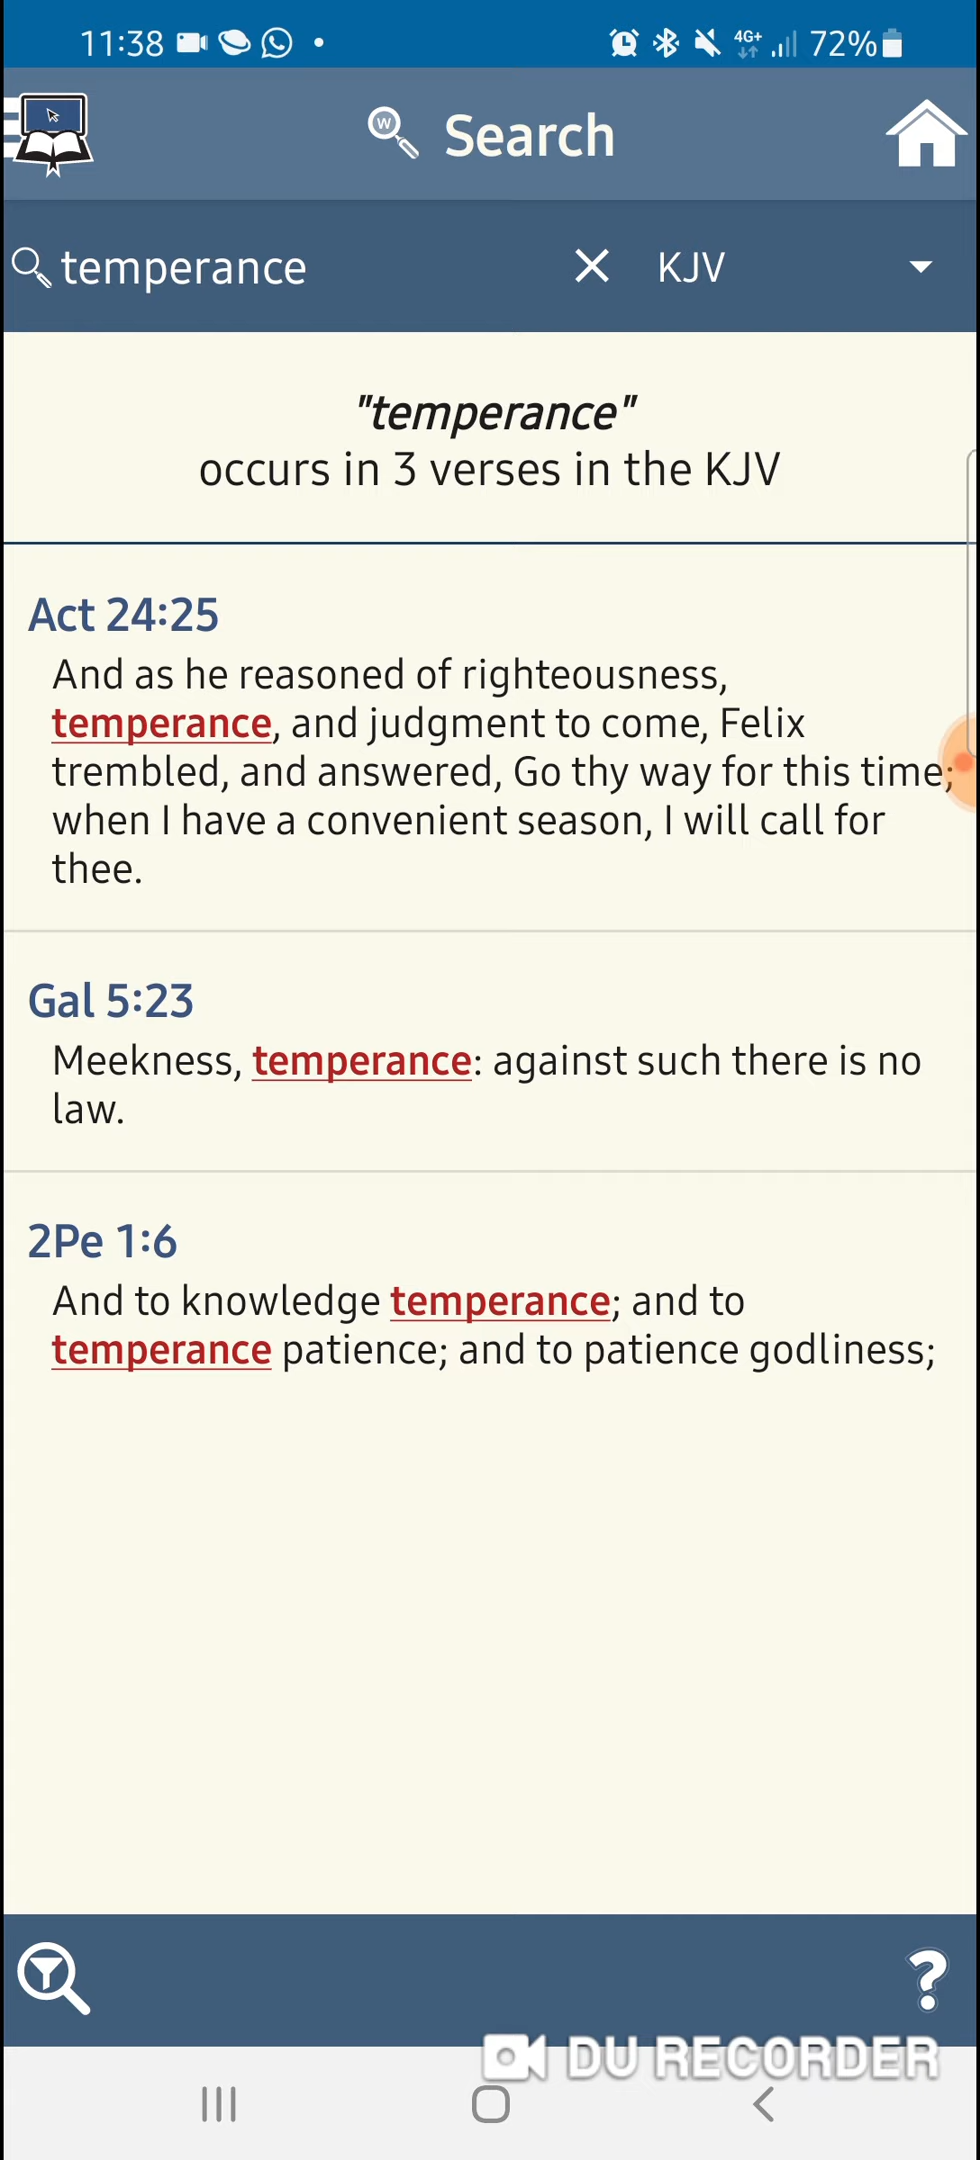 11:38 4G+ 72%
W Search
temperance KJV
"temperance"
occurs in 3 verses in the KJV
Act 24:25
And as he reasoned of righteousness,
temperance, and judgment to come, Felix
trembled, and answered, Go thy way for this time;
when I have a convenient season, I will call for
thee.
Gal 5:23
Meekness, temperance: against such there is no
law.
2Pe 1:6
And to knowledge temperance; and to
temperance patience; and to patience godliness;
?
DU RECORDER